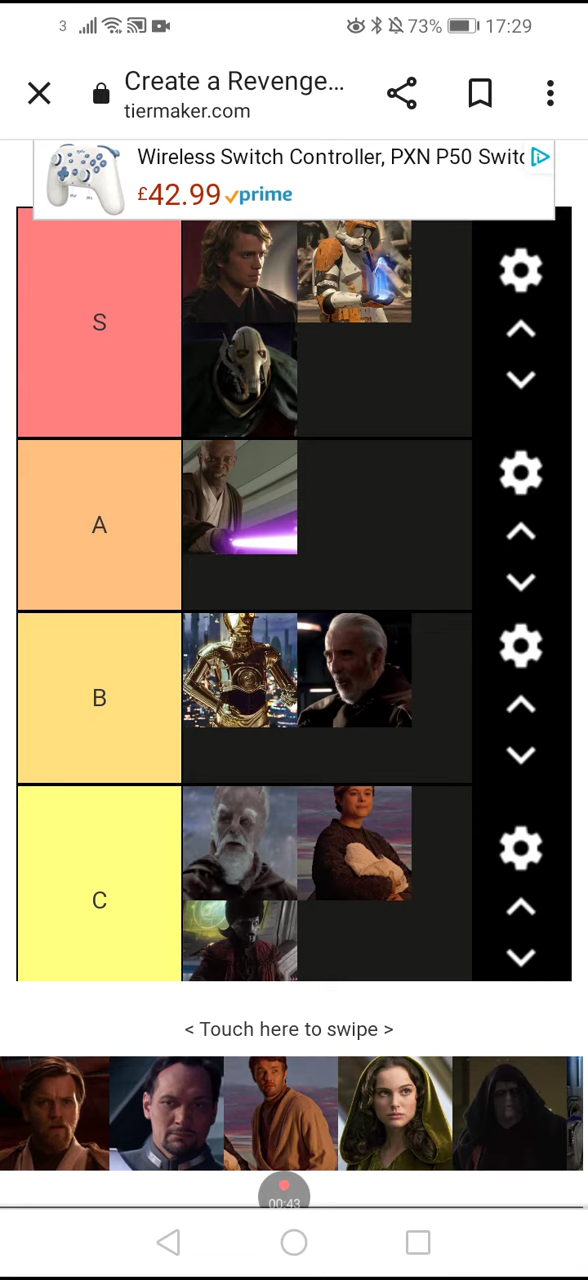 3
73%
17:29
Create a Revenge...
tiermaker.com
Wireless Switch Controller, PXN P50 Switc
£42.99 prime
S
A
B
C
< Touch here to swipe >
00:43